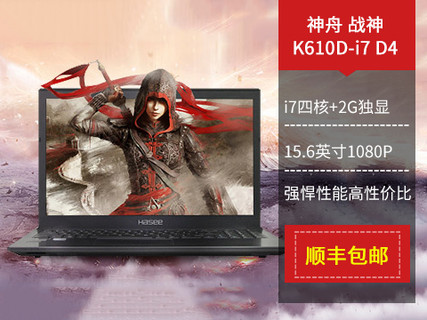 神舟 战神
K610D-i7 D4
i7四核+2G独显
15.6英寸1080P
强悍性能高性价比
顺丰包邮
Hasee